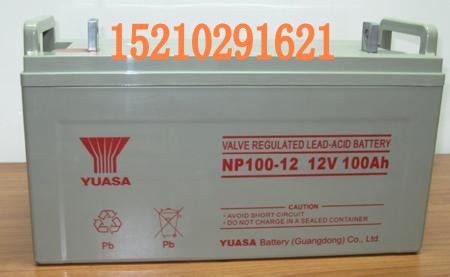 15210291621
YUASA
VALVE REGULATED LEAD-ACID BATTERY
NP100-12 12V 100Ah
CAUTION
• AVOID SHORT CIRCUIT
• DO NOT CHARGE IN A SEALED CONTAINER
Pb
Pb
YUASA Battery (Guangdong) Co., Ltd.